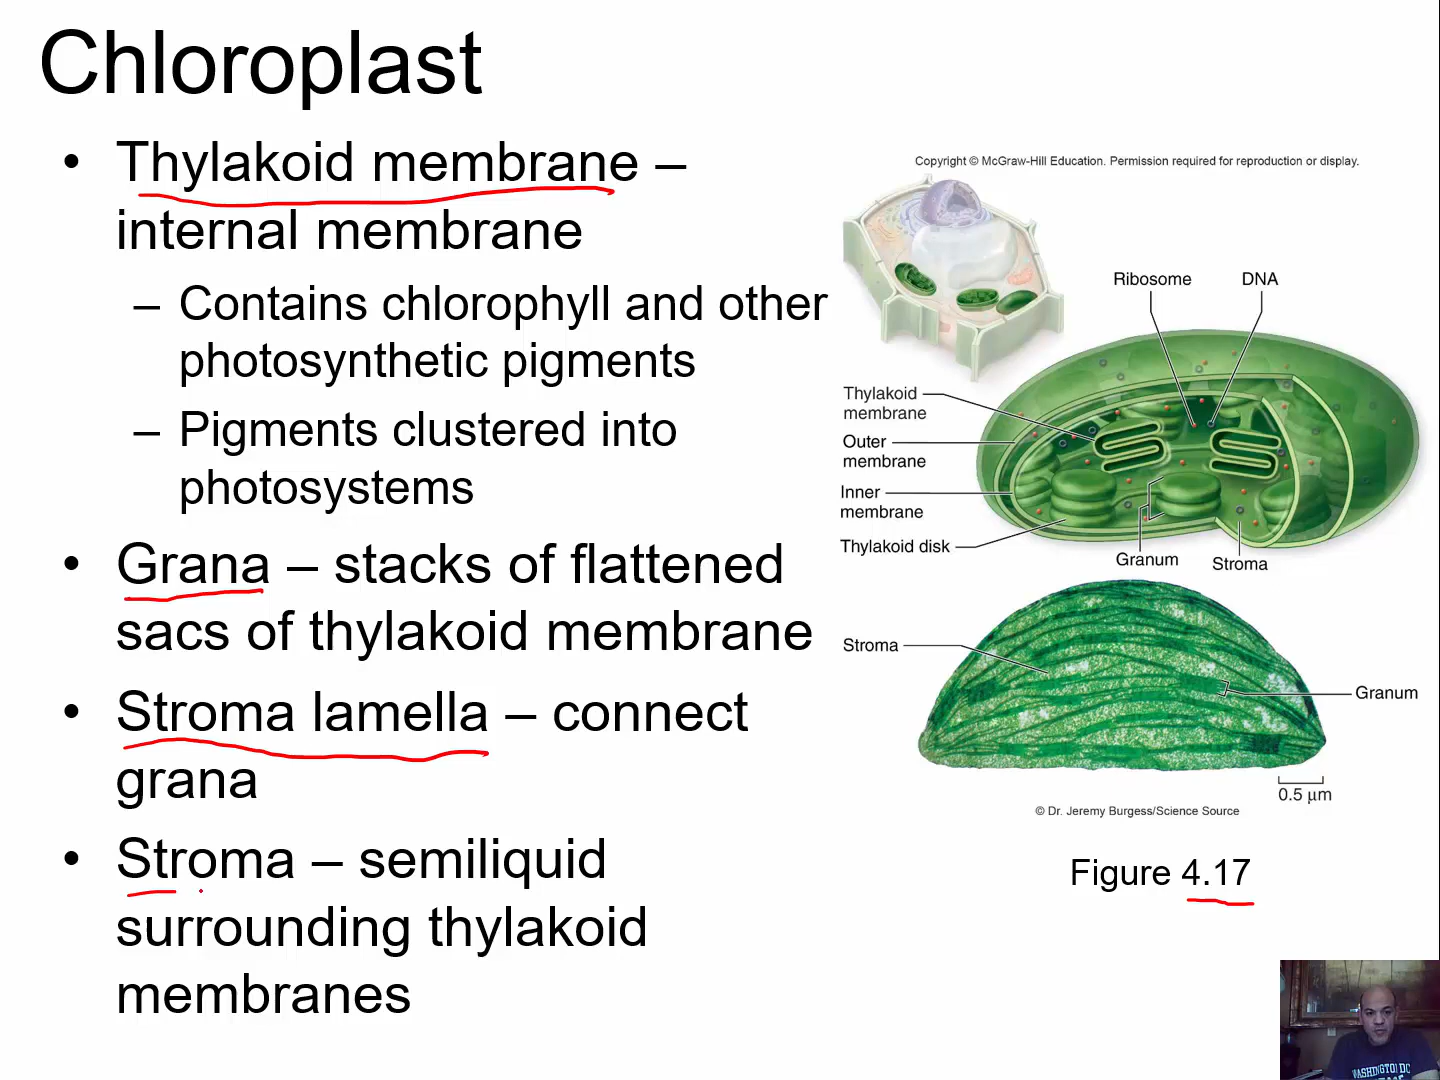 Chloroplast
• Thylakoid membrane –
internal membrane
– Contains chlorophyll and other
photosynthetic pigments
– Pigments clustered into
photosystems
• Grana – stacks of flattened
sacs of thylakoid membrane
• Stroma lamella – connect
grana
• Stroma – semiliquid
surrounding thylakoid
membranes
Copyright © McGraw-Hill Education. Permission required for reproduction or display.
Ribosome
DNA
Thylakoid
membrane
Outer
membrane
Inner
membrane
Thylakoid disk
Granum
Stroma
Stroma
Granum
0.5 μm
© Dr. Jeremy Burgess/Science Source
Figure 4.17
WASHINGTON DC